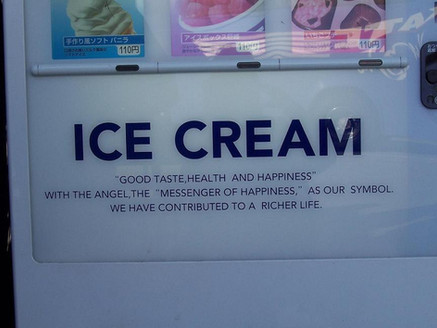 手作り風ソフト バニラ
110円
110円
110円
ICE CREAM
"GOOD TASTE,HEALTH AND HAPPINESS"
WITH THE ANGEL,THE "MESSENGER OF HAPPINESS," AS OUR SYMBOL.
WE HAVE CONTRIBUTED TO A RICHER LIFE.